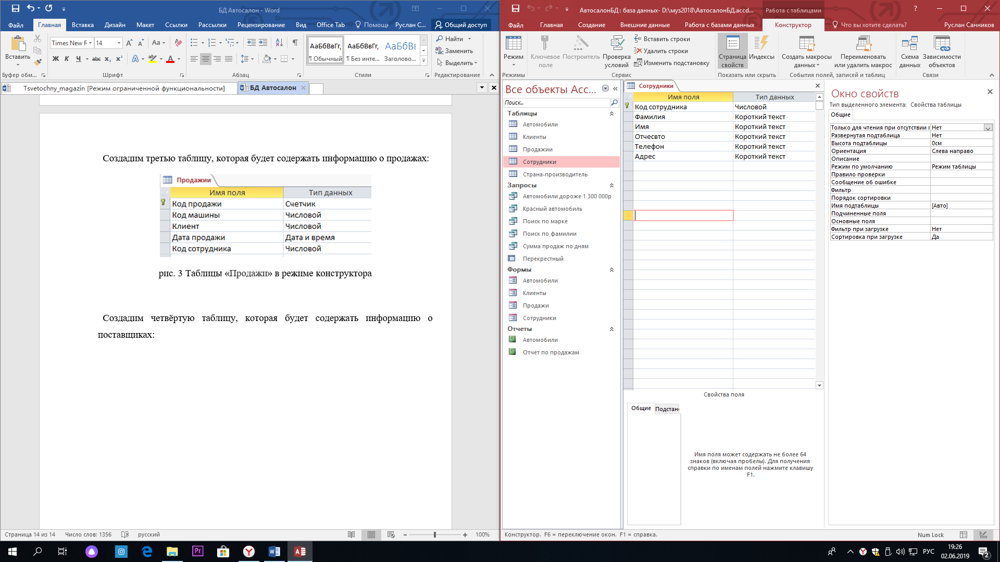 БД Автосалон - Word
Файл
Главная
Вставка
Дизайн
Макет
Ссылки
Рассылки
Рецензирование
Вид
Office Tab
Помощь
Руслан С...
Общий доступ
Вставить
Буфер обм...
Times New R
14
Aa
Ж К Ч abc x₂ x²
Шрифт
Абзац
АаБбВвГг,
¶ Обычный
АаБбВвГг,
¶ Без инте...
АаБбВв
Заголово...
Стили
Найти
Заменить
Выделить
Редактирование
Tsvetochny_magazin [Режим ограниченной функциональности]
БД Автосалон
Создадим третью таблицу, которая будет содержать информацию о продажах:
Продажии
Имя поля Тип данных
Код продажи Счетчик
Код машины Числовой
Клиент Числовой
Дата продажи Дата и время
Код сотрудника Числовой
рис. 3 Таблицы «Продажи» в режиме конструктора
Создадим четвёртую таблицу, которая будет содержать информацию о
поставщиках:
Страница 14 из 14
Число слов: 1356
русский
100%
АвтосалонБД : база данных- D:\муз2018\АвтосалонБД.accd...
Работа с таблицами
Файл
Главная
Создание
Внешние данные
Работа с базами данных
Конструктор
Что вы хотите сделать?
Руслан Санников
Режим
Режимы
Ключевое
поле
Построитель
Проверка
условий
Вставить строки
Удалить строки
Изменить подстановку
Сервис
Страница
свойств
Индексы
Показать или скрыть
Создать макросы
данных
Переименовать
или удалить макрос
События полей, записей и таблиц
Схема
данных
Зависимости
объектов
Связи
Все объекты Acc...
Поиск...
Таблицы
Автомобили
Клиенты
Продажии
Сотрудники
Страна-производитель
Запросы
Автомобили дороже 1 300 000р
Красный автомобиль
Поиск по марке
Поиск по фамилии
Сумма продаж по дням
Перекрестный
Формы
Автомобили
Клиенты
Продажи
Сотрудники
Отчеты
Автомобили
Отчет по продажам
Сотрудники
Имя поля Тип данных
Код сотрудника Числовой
Фамилия Короткий текст
Имя Короткий текст
Отчесвто Короткий текст
Телефон Короткий текст
Адрес Короткий текст
Свойства поля
Общие
Подстан
Имя поля может содержать не более 64
знаков (включая пробелы). Для получения
справки по именам полей нажмите клавишу
F1.
Окно свойств
Тип выделенного элемента: Свойства таблицы
Общие
Только для чтения при отсутствии Нет
Развернутая подтаблица Нет
Высота подтаблицы 0см
Ориентация Слева направо
Описание
Режим по умолчанию Режим таблицы
Правило проверки
Сообщение об ошибке
Фильтр
Порядок сортировки
Имя подтаблицы [Авто]
Подчиненные поля
Основные поля
Фильтр при загрузке Нет
Сортировка при загрузке Да
Конструктор. F6 = переключение окон. F1 = справка.
Num Lock
Pr
РУС
19:26
02.06.2019
2